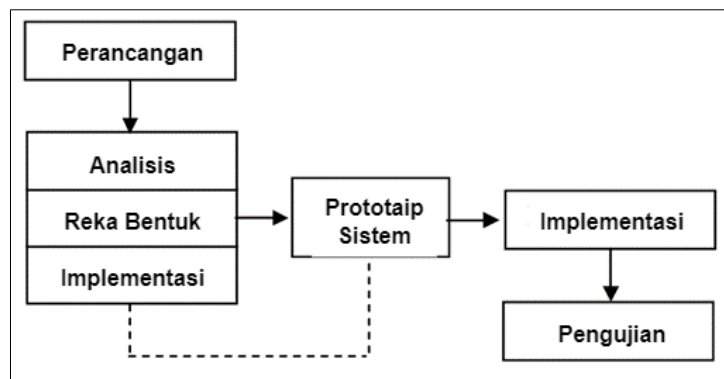 Perancangan
Analisis
Reka Bentuk
Implementasi
Prototaip
Sistem
Implementasi
Pengujian